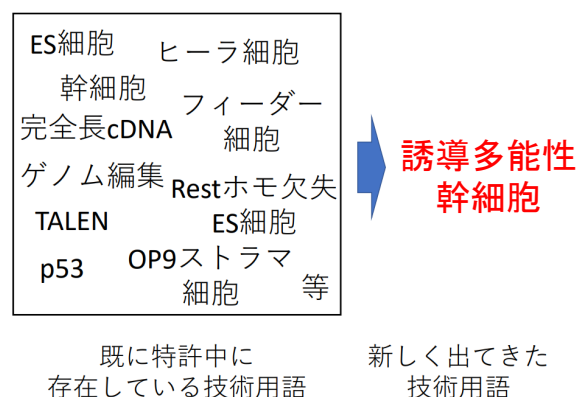 ES細胞
ヒーラ細胞
幹細胞
フィーダー
細胞
完全長cDNA
ゲノム編集
Restホモ欠失
ES細胞
TALEN
p53
OP9ストラマ
細胞
等
誘導多能性
幹細胞
既に特許中に
存在している技術用語
新しく出てきた
技術用語